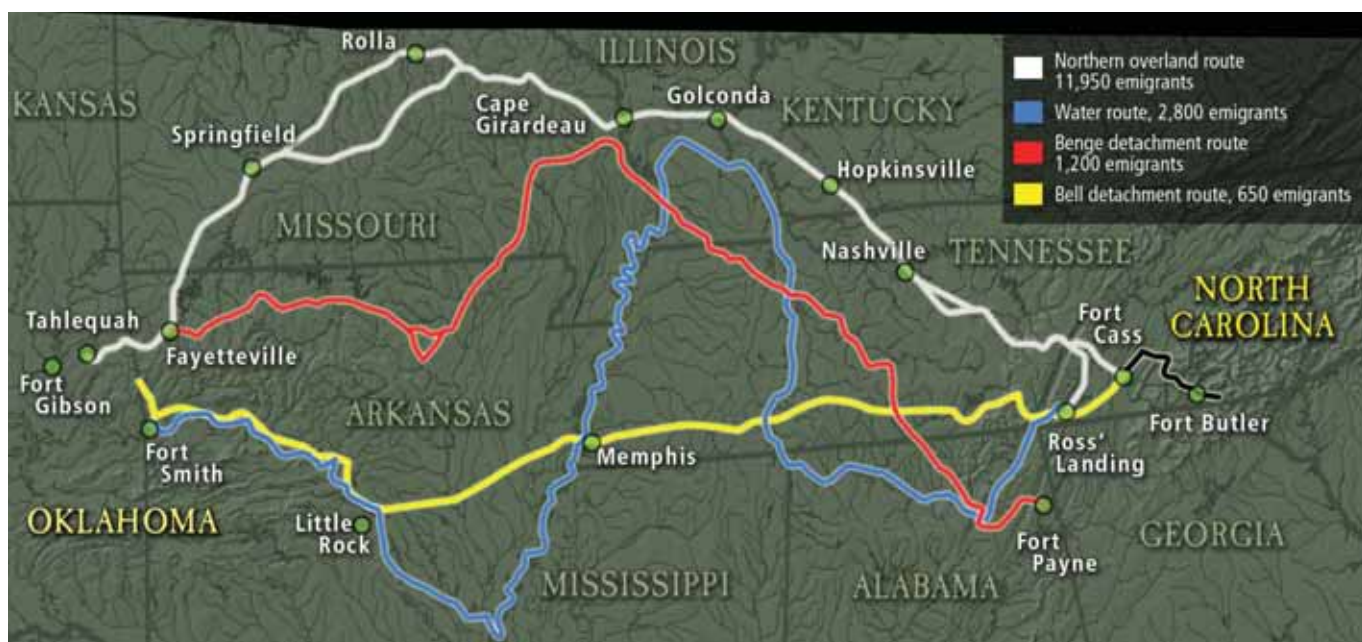 Rolla
ILLINOIS
Northern overland route
11,950 emigrants
KANSAS
Cape
Girardeau
Golconda
KENTUCKY
Water route, 2,800 emigrants
Springfield
Benge detachment route
1,200 emigrants
Hopkinsville
Bell detachment route, 650 emigrants
MISSOURI
Nashville
TENNESSEE
NORTH
CAROLINA
Fort
Cass
Tahlequah
Fayetteville
Fort
Gibson
ARKANSAS
Fort Butler
Fort
Smith
Memphis
Ross'
Landing
OKLAHOMA
Little
Rock
GEORGIA
Fort
Payne
MISSISSIPPI
ALABAMA